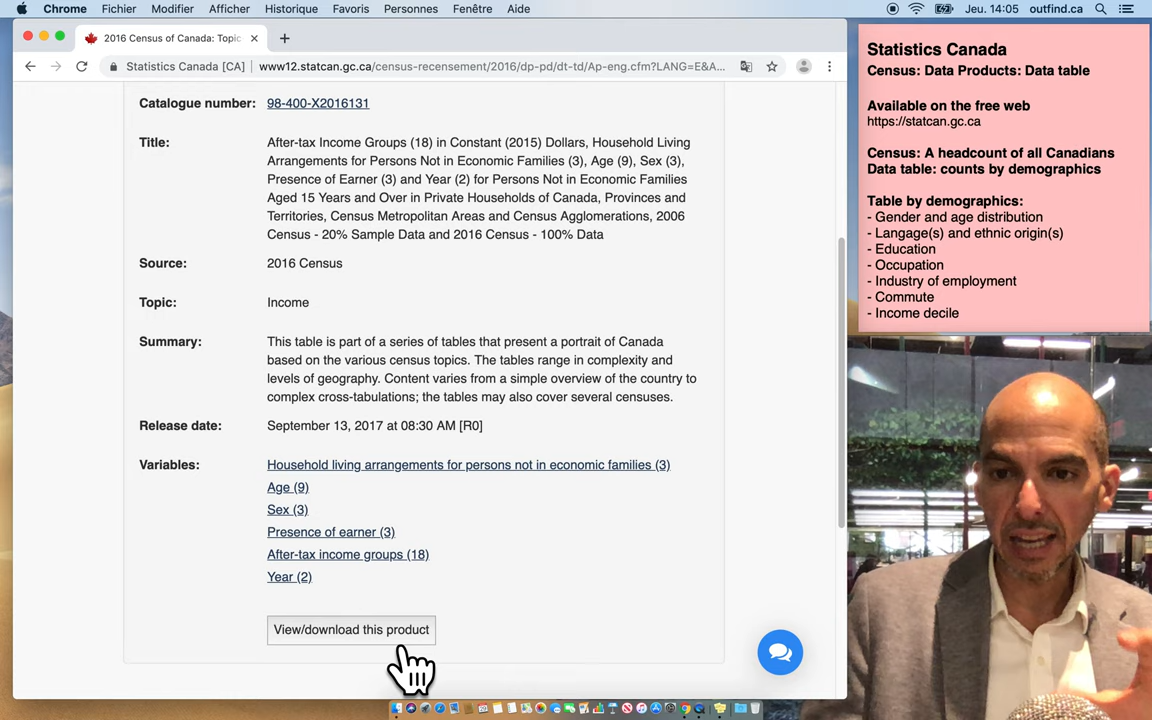 Chrome Fichier Modifier Afficher Historique Favoris Personnes Fenêtre Aide Jeu. 14:05 outfind.ca
2016 Census of Canada: Topic
Statistics Canada [CA] www12.statcan.gc.ca/census-recensement/2016/dp-pd/dt-td/Ap-eng.cfm?LANG=E&A...
Catalogue number: 98-400-X2016131
Title: After-tax Income Groups (18) in Constant (2015) Dollars, Household Living
Arrangements for Persons Not in Economic Families (3), Age (9), Sex (3),
Presence of Earner (3) and Year (2) for Persons Not in Economic Families
Aged 15 Years and Over in Private Households of Canada, Provinces and
Territories, Census Metropolitan Areas and Census Agglomerations, 2006
Census - 20% Sample Data and 2016 Census - 100% Data
Source: 2016 Census
Topic: Income
Summary: This table is part of a series of tables that present a portrait of Canada
based on the various census topics. The tables range in complexity and
levels of geography. Content varies from a simple overview of the country to
complex cross-tabulations; the tables may also cover several censuses.
Release date: September 13, 2017 at 08:30 AM [R0]
Variables: Household living arrangements for persons not in economic families (3)
Age (9)
Sex (3)
Presence of earner (3)
After-tax income groups (18)
Year (2)
View/download this product
Statistics Canada
Census: Data Products: Data table
Available on the free web
https://statcan.gc.ca
Census: A headcount of all Canadians
Data table: counts by demographics
Table by demographics:
- Gender and age distribution
- Langage(s) and ethnic origin(s)
- Education
- Occupation
- Industry of employment
- Commute
- Income decile